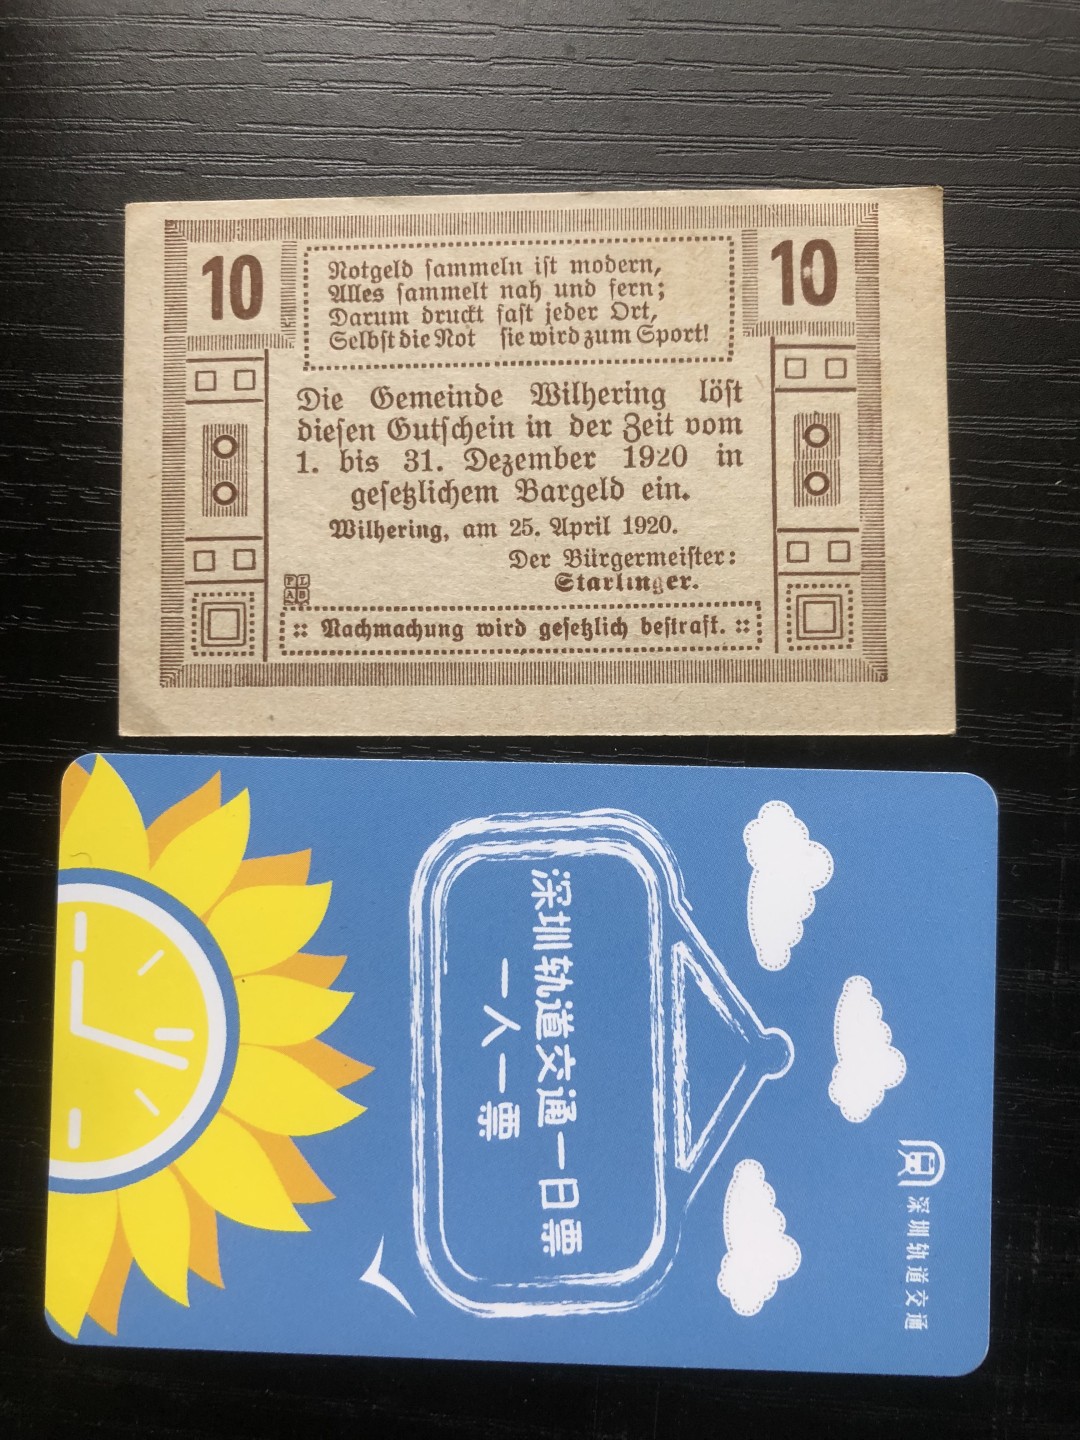 10
10
Notgeld sammeln ist modern,
Alles sammelt nah und fern;
Darum druckt fast jeder Ort,
Selbst die Not sie wird zum Sport!
Die Gemeinde Wilhering löst
diesen Gutschein in der Zeit vom
1. bis 31. Dezember 1920 in
gesetzlichem Bargeld ein.
Wilhering, am 25. April 1920.
Der Bürgermeister:
Starlinger.
PL
AB
:: Nachmachung wird gesetzlich bestraft. ::
深圳轨道交通一日票
一人一票
深圳轨道交通